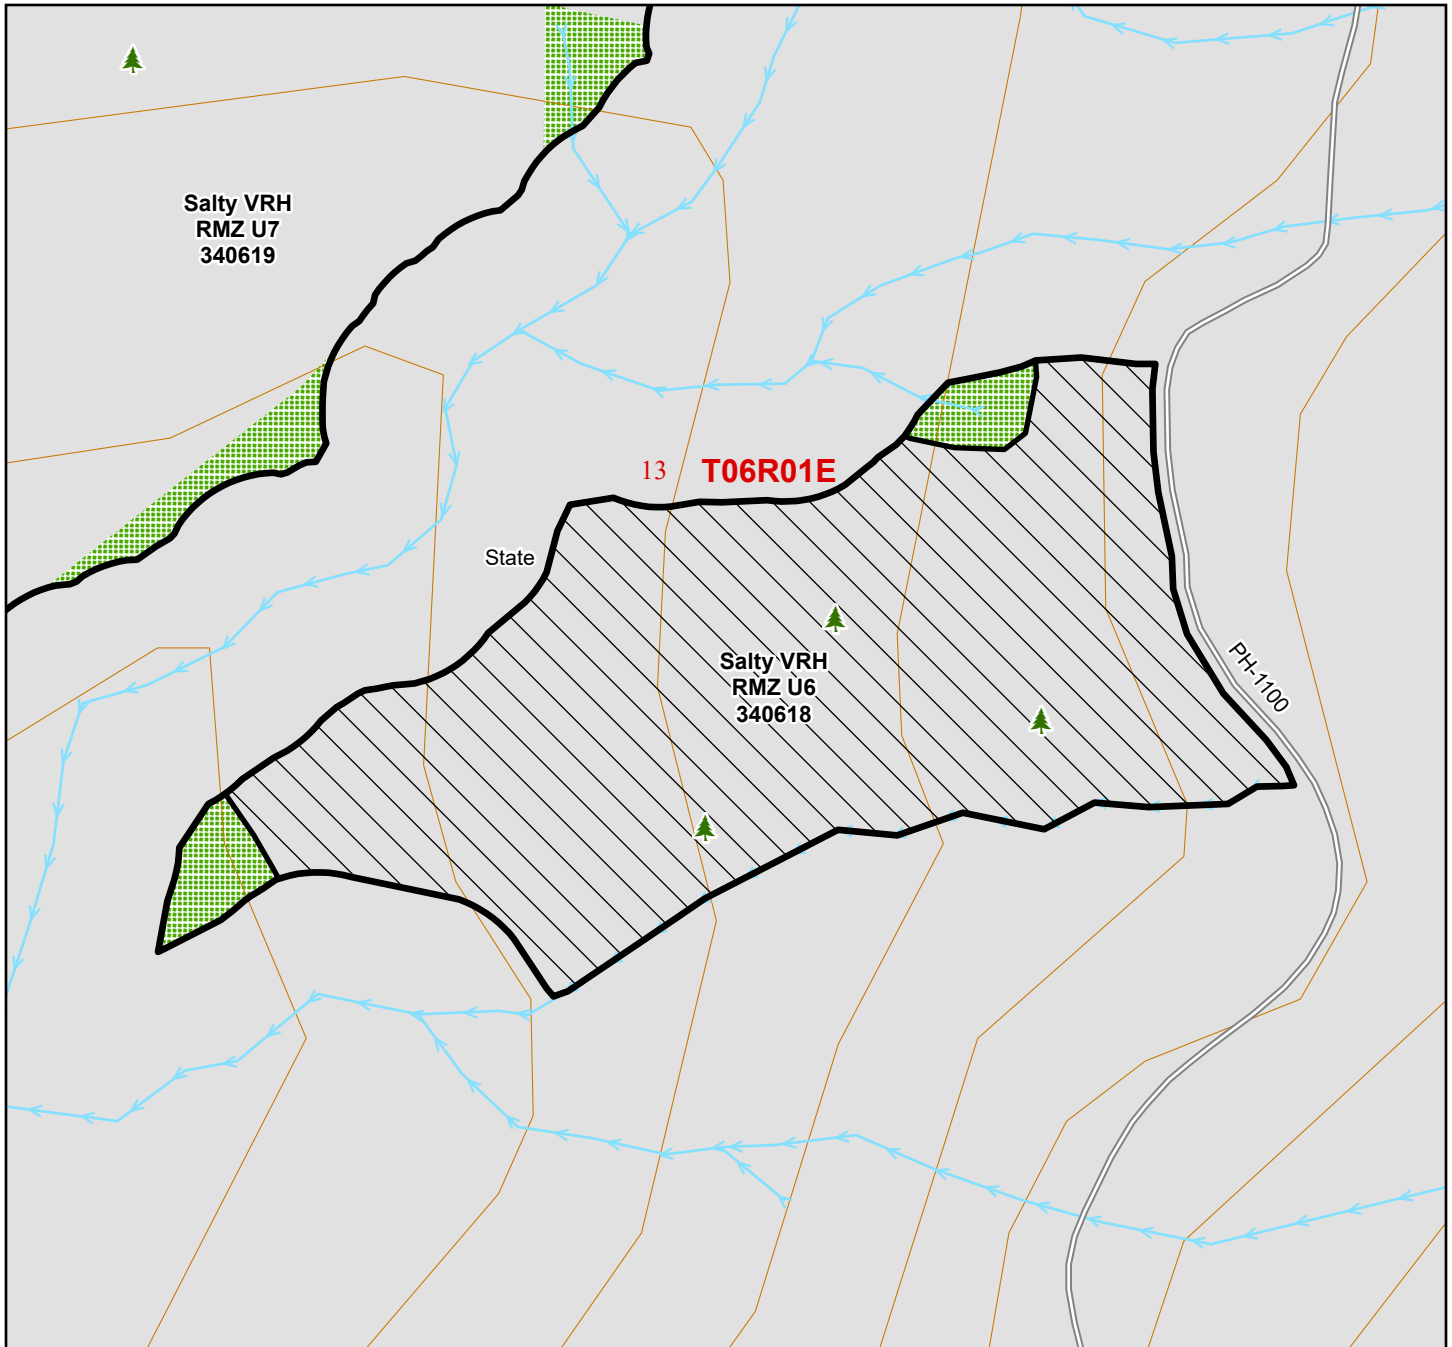 Salty VRH
RMZ U7
340619
13 T06R01E
State
Salty VRH
RMZ U6
340618
PH-1100